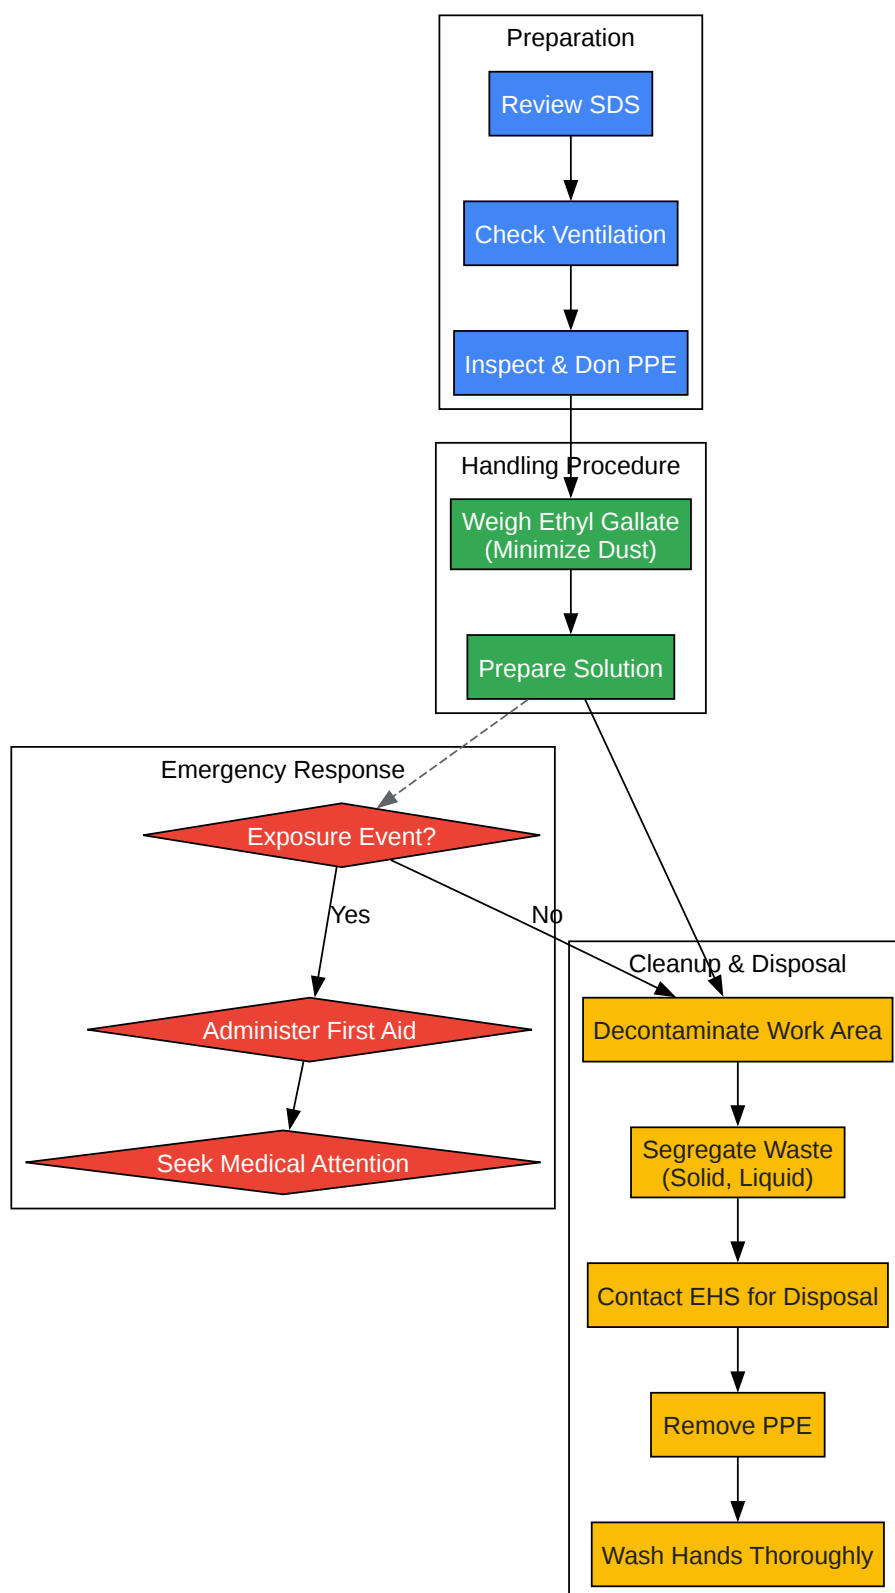 Preparation
Review SDS
Check Ventilation
Inspect & Don PPE
Handling Procedure
Weigh Ethyl Gallate
(Minimize Dust)
Prepare Solution
Emergency Response
Exposure Event?
Yes
No
Administer First Aid
Seek Medical Attention
Cleanup & Disposal
Decontaminate Work Area
Segregate Waste
(Solid, Liquid)
Contact EHS for Disposal
Remove PPE
Wash Hands Thoroughly